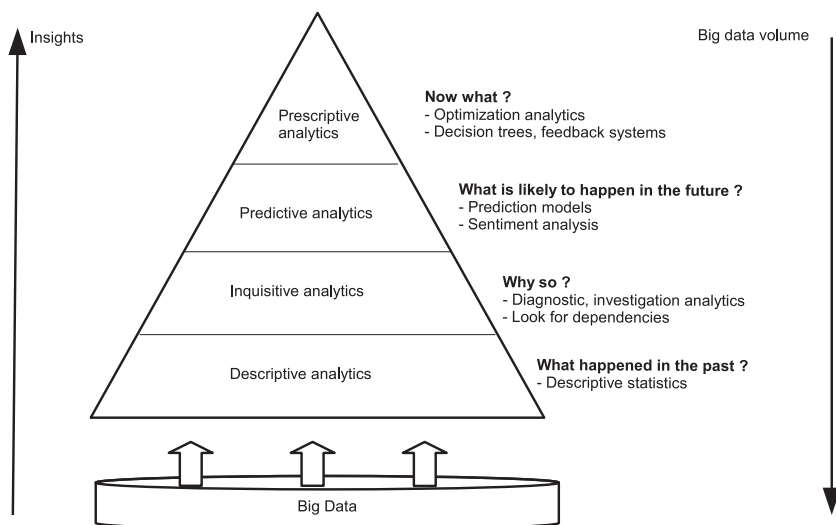 Insights
Big data volume
Prescriptive
analytics
Now what ?
- Optimization analytics
- Decision trees, feedback systems
Predictive analytics
What is likely to happen in the future ?
- Prediction models
- Sentiment analysis
Inquisitive analytics
Why so ?
- Diagnostic, investigation analytics
- Look for dependencies
Descriptive analytics
What happened in the past ?
- Descriptive statistics
Big Data